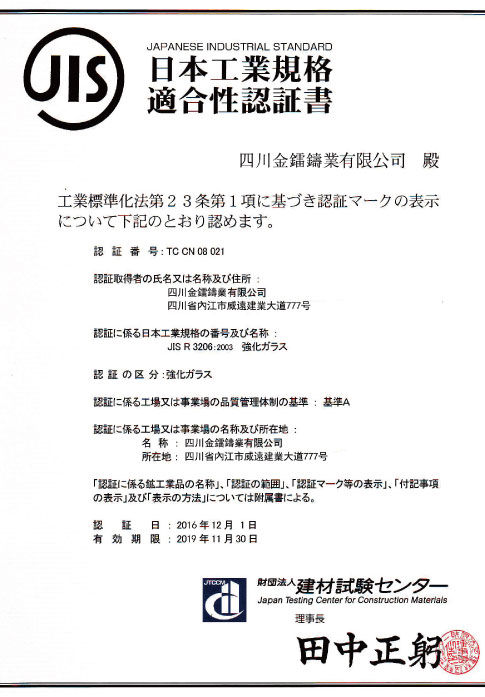 JIS
JAPANESE INDUSTRIAL STANDARD
日本工業規格
適合性認証書
四川金鐳鑄業有限公司　殿
工業標準化法第２３条第１項に基づき認証マークの表示
について下記のとおり認めます。
認 証 番 号 : TC CN 08 021
認証取得者の氏名又は名称及び住所 :
四川金鐳鑄業有限公司
四川省內江市威遠建業大道777号
認証に係る日本工業規格の番号及び名称 :
JIS R 3206:2003　強化ガラス
認 証 の 区 分 : 強化ガラス
認証に係る工場又は事業場の品質管理体制の基準 : 基準A
認証に係る工場又は事業場の名称及び所在地 :
名　称 : 四川金鐳鑄業有限公司
所在地 : 四川省內江市威遠建業大道777号
「認証に係る鉱工業品の名称」、「認証の範囲」、「認証マーク等の表示」、「付記事項
の表示」及び「表示の方法」については附属書による。
認　証　日 : 2016 年 12 月 1 日
有 効 期 限 : 2019 年 11 月 30 日
JTCCM
財団法人 建材試験センター
Japan Testing Center for Construction Materials
理事長
田中正躬